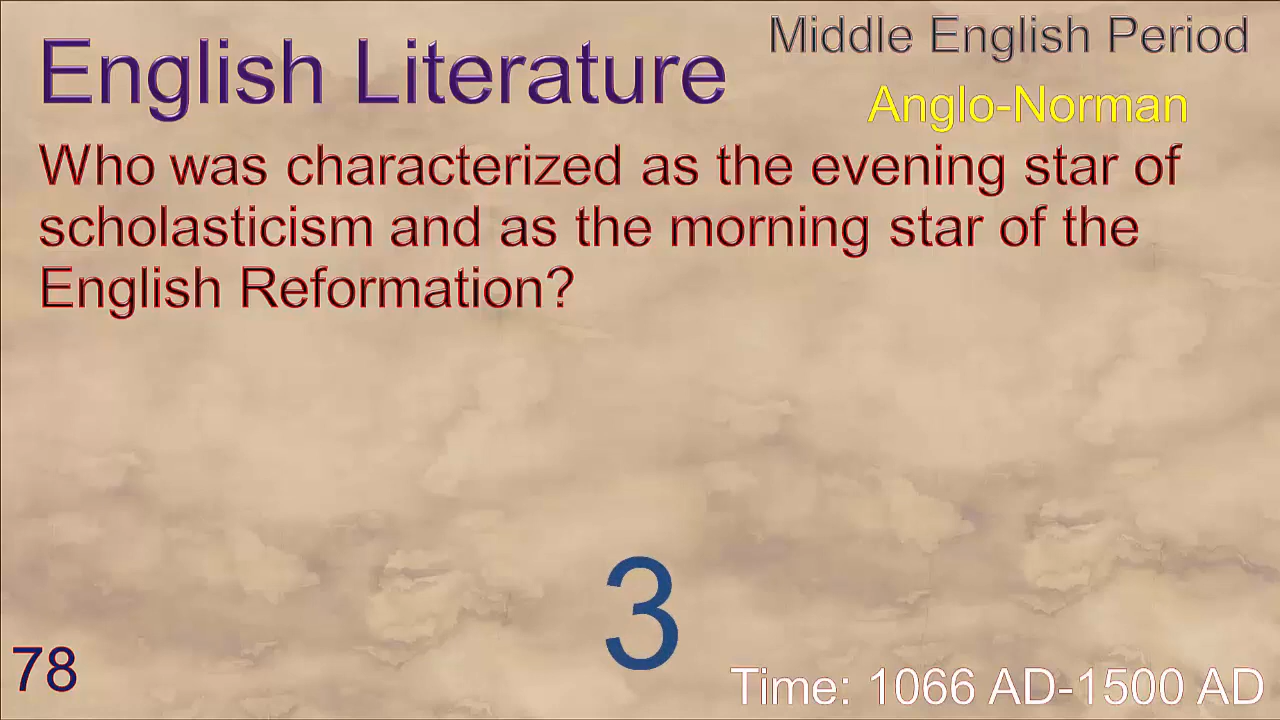 English Literature
Middle English Period
Anglo-Norman
Who was characterized as the evening star of
scholasticism and as the morning star of the
English Reformation?
3
78
Time: 1066 AD-1500 AD